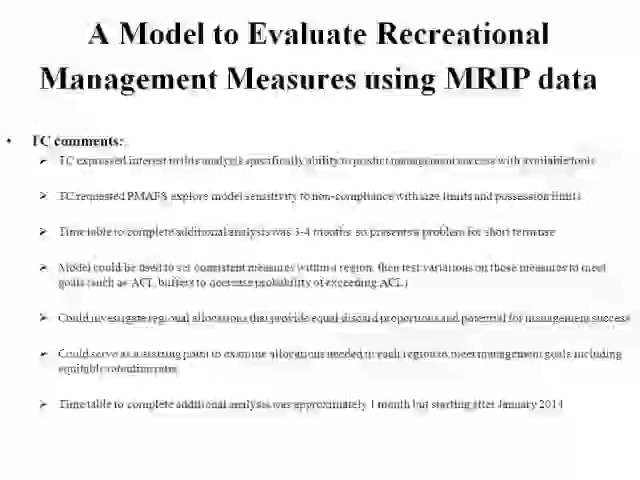 A Model to Evaluate Recreational
Management Measures using MRIP data
• TC comments:
➢ TC expressed interest in this analysis specifically ability to predict management success with available tools
➢ TC requested PMAFS explore model sensitivity to non-compliance with size limits and possession limits
➢ Time table to complete additional analysis was 3-4 months so presents a problem for short term use
➢ Model could be used to set consistent measures within a region, then test variations on those measures to meet
goals (such as ACL buffers to decrease probability of exceeding ACL)
➢ Could investigate regional allocations that provide equal discard proportions and potential for management success
➢ Could serve as a starting point to examine allocations needed in each region to meet management goals including
equitable retention rates
➢ Time table to complete additional analysis was approximately 1 month but starting after January 2014